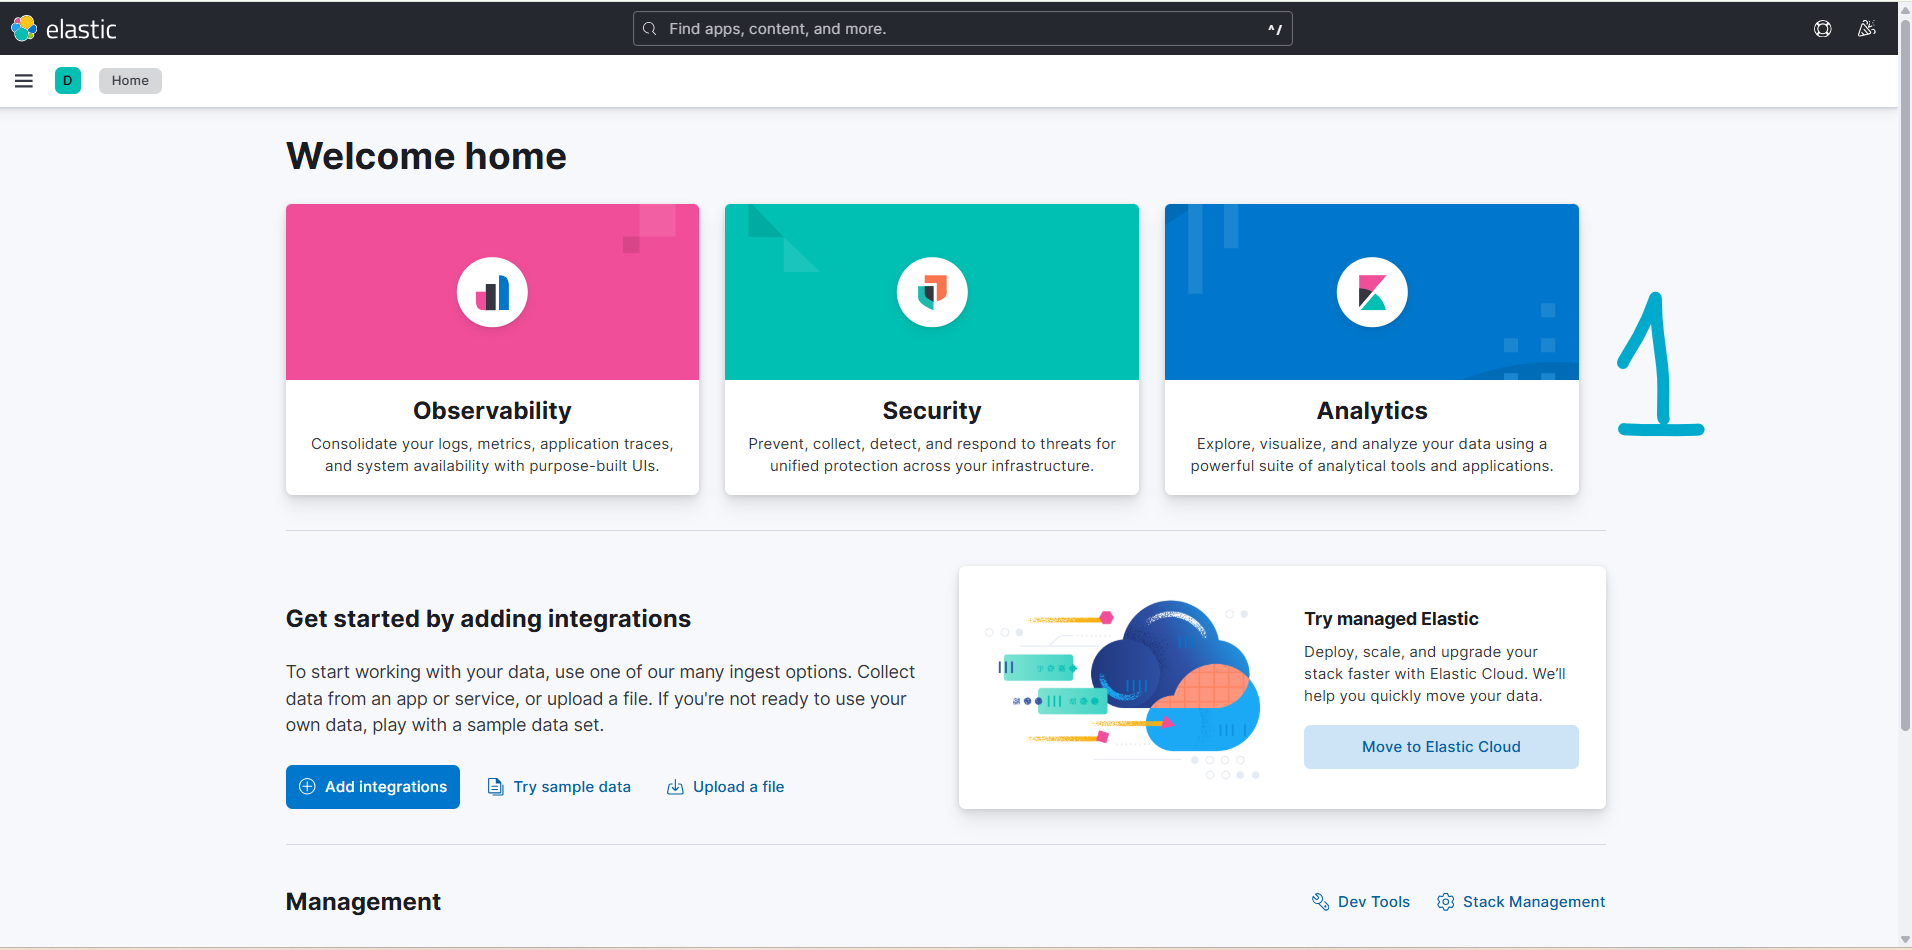 elastic
Find apps, content, and more.
^/
D
Home
Welcome home
Observability
Consolidate your logs, metrics, application traces,
and system availability with purpose-built UIs.
Security
Prevent, collect, detect, and respond to threats for
unified protection across your infrastructure.
Analytics
Explore, visualize, and analyze your data using a
powerful suite of analytical tools and applications.
1
Get started by adding integrations
To start working with your data, use one of our many ingest options. Collect
data from an app or service, or upload a file. If you're not ready to use your
own data, play with a sample data set.
Add integrations
Try sample data
Upload a file
Try managed Elastic
Deploy, scale, and upgrade your
stack faster with Elastic Cloud. We’ll
help you quickly move your data.
Move to Elastic Cloud
Management
Dev Tools
Stack Management